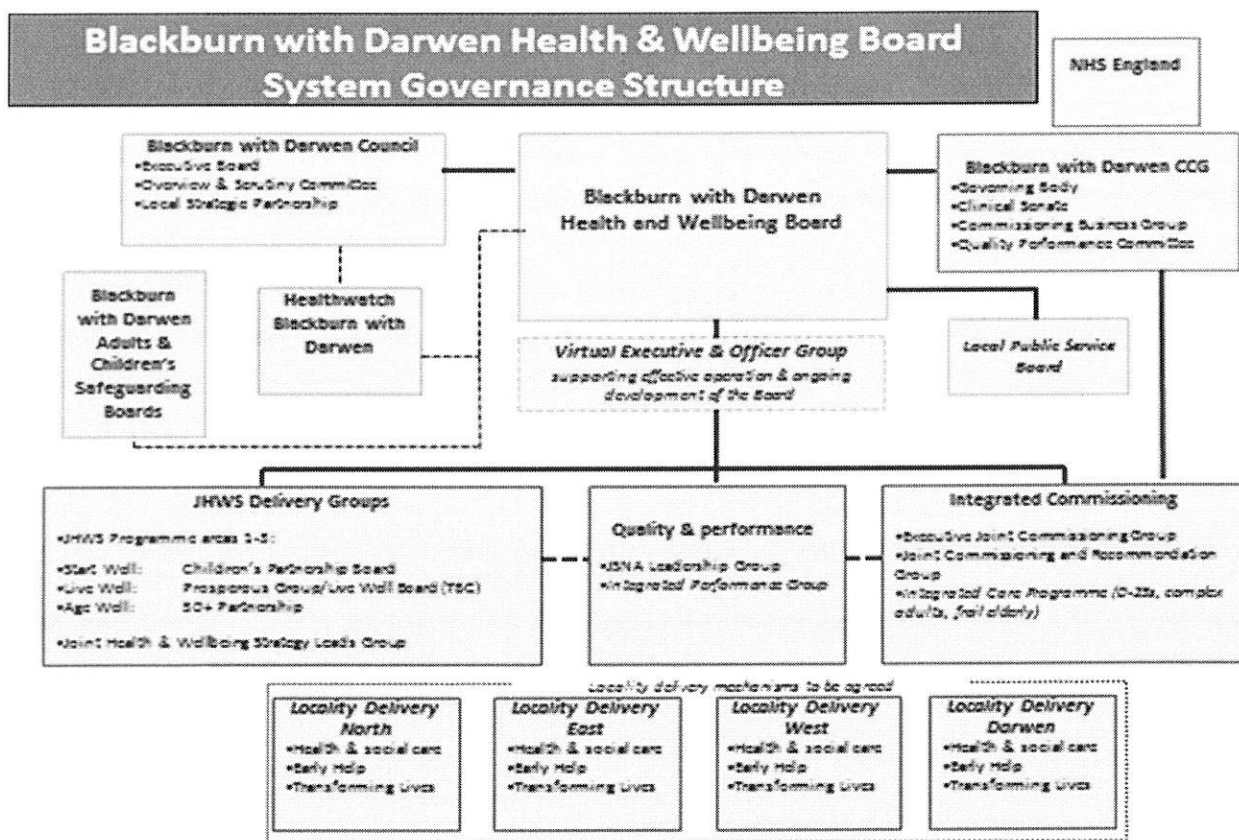 Blackburn with Darwen Health & Wellbeing Board
System Governance Structure
NHS England
Blackburn with Darwen Council
•Executive Board
•Overview & Scrutiny Committee
•Local Strategic Partnership
Blackburn with Darwen
Health and Wellbeing Board
Blackburn with Darwen CCG
•Governing Body
•Clinical Senate
•Commissioning Business Group
•Quality Performance Committee
Blackburn
with Darwen
Adults &
Children's
Safeguarding
Boards
Healthwatch
Blackburn with
Darwen
Virtual Executive & Officer Group
supporting effective operation & ongoing
development of the Board
Local Public Service
Board
JHWS Delivery Groups
•JHWS Programme areas 1-5:
•Start Well: Children's Partnership Board
•Live Well: Prosperous Group/Live Well Board (TBC)
•Age Well: 50+ Partnership
•Joint Health & Wellbeing Strategy Leads Group
Quality & performance
•JSNA Leadership Group
•Integrated Performance Group
Integrated Commissioning
•Executive Joint Commissioning Group
•Joint Commissioning and Recommendation
Group
•Integrated Care Programme (0-25s, complex
adults, frail elderly)
Locality delivery mechanisms to be agreed
Locality Delivery
North
•Health & social care
•Early Help
•Transforming Lives
Locality Delivery
East
•Health & social care
•Early Help
•Transforming Lives
Locality Delivery
West
•Health & social care
•Early Help
•Transforming Lives
Locality Delivery
Darwen
•Health & social care
•Early Help
•Transforming Lives